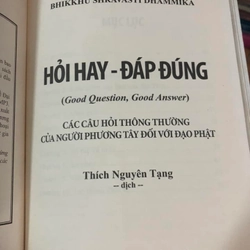 BHIKKHU SHRAVASTI DHAMMIKA
HỎI HAY - ĐÁP ĐÚNG
(Good Question, Good Answer)
CÁC CÂU HỎI THÔNG THƯỜNG
CỦA NGƯỜI PHƯƠNG TÂY ĐỐI VỚI ĐẠO PHẬT
Thích Nguyên Tạng
-- dịch --